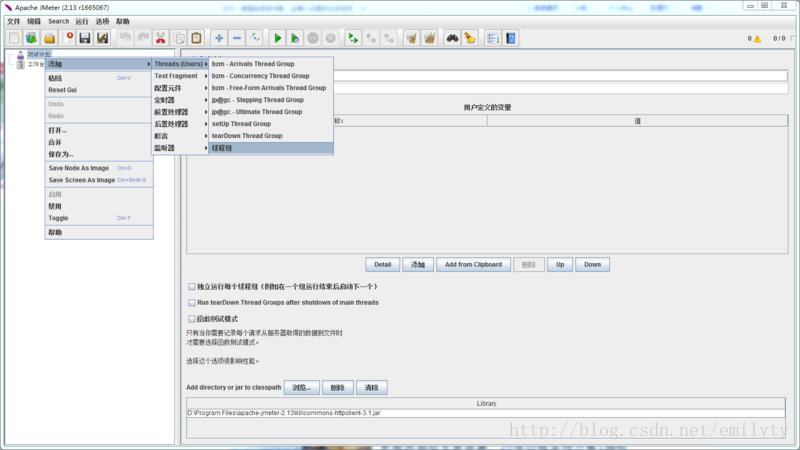 Apache JMeter (2.13 r1665067)
文件 编辑 Search 运行 选项 帮助
0 0 / 0
测试计划
工作台
添加
粘贴 Ctrl-V
Reset Gui
Undo
Redo
打开...
合并
保存为...
Save Node As Image Ctrl-G
Save Screen As Image Ctrl+Shift-G
启用
禁用
Toggle Ctrl-T
帮助
Threads (Users)
Test Fragment
配置元件
定时器
前置处理器
后置处理器
断言
监听器
bzm - Arrivals Thread Group
bzm - Concurrency Thread Group
bzm - Free-Form Arrivals Thread Group
jp@gc - Stepping Thread Group
jp@gc - Ultimate Thread Group
setUp Thread Group
tearDown Thread Group
线程组
用户定义的变量
称: 值
Detail 添加 Add from Clipboard 删除 Up Down
独立运行每个线程组（例如在一个组运行结束后启动下一个）
Run tearDown Thread Groups after shutdown of main threads
函数测试模式
只有当你需要记录每个请求从服务器取得的数据到文件时
才需要选择函数测试模式。
选择这个选项很影响性能。
Add directory or jar to classpath 浏览... 删除 清除
Library
D:\Program Files\apache-jmeter-2.13\lib\commons-httpclient-3.1.jar
http://blog.csdn.net/emilyty